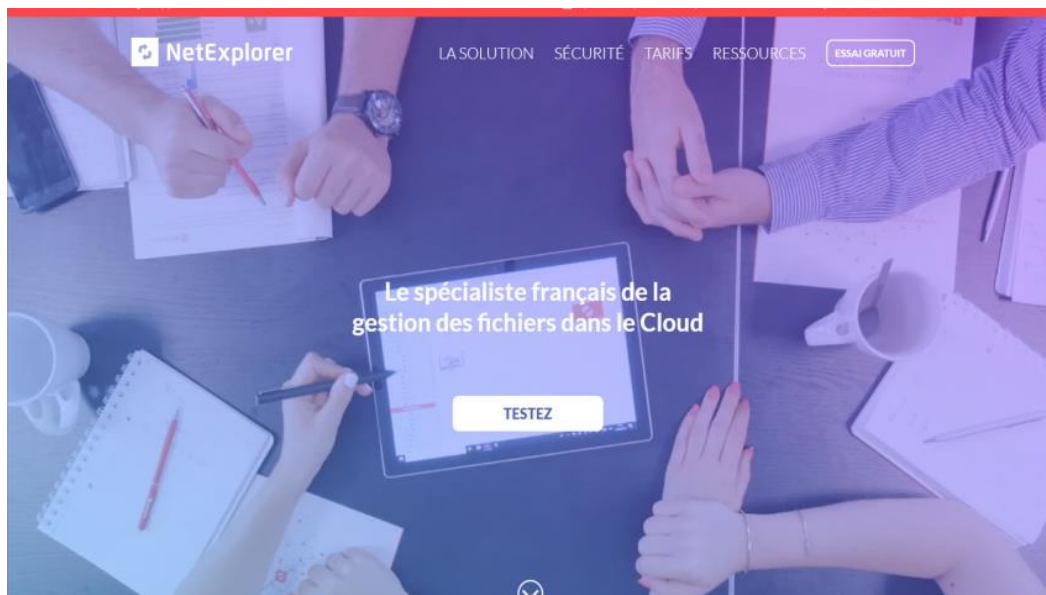 NetExplorer
LA SOLUTION SÉCURITÉ TARIFS RESSOURCES ESSAI GRATUIT
Le spécialiste français de la
gestion des fichiers dans le Cloud
TESTEZ